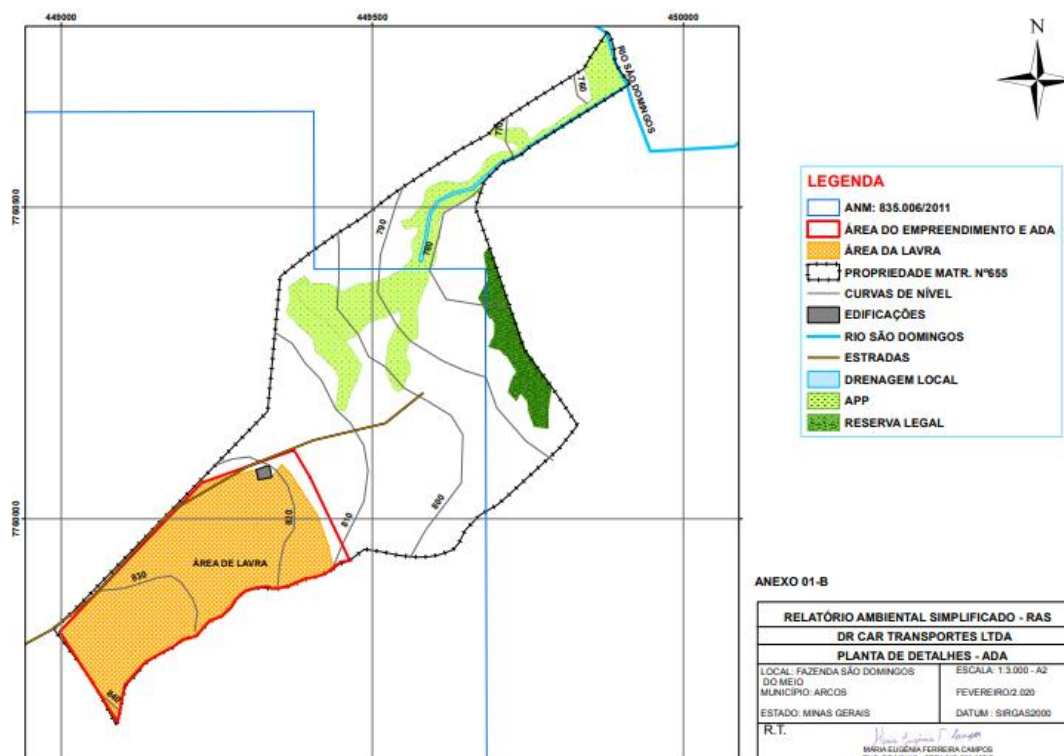 449000
449500
450000
N
RIO SÃO DOMINGOS
760
770
7760500
790
780
LEGENDA
ANM: 835.006/2011
ÁREA DO EMPREENDIMENTO E ADA
ÁREA DA LAVRA
PROPRIEDADE MATR. Nº655
CURVAS DE NÍVEL
EDIFICAÇÕES
RIO SÃO DOMINGOS
ESTRADAS
DRENAGEM LOCAL
APP
RESERVA LEGAL
800
810
820
7760000
ÁREA DE LAVRA
830
840
ANEXO 01-B
RELATÓRIO AMBIENTAL SIMPLIFICADO - RAS
DR CAR TRANSPORTES LTDA
PLANTA DE DETALHES - ADA
LOCAL: FAZENDA SÃO DOMINGOS
DO MEIO
MUNICÍPIO: ARCOS
ESTADO: MINAS GERAIS
ESCALA: 1:3.000 - A2
FEVEREIRO/2.020
DATUM : SIRGAS2000
R.T.
MARIA EUGÊNIA FERREIRA CAMPOS